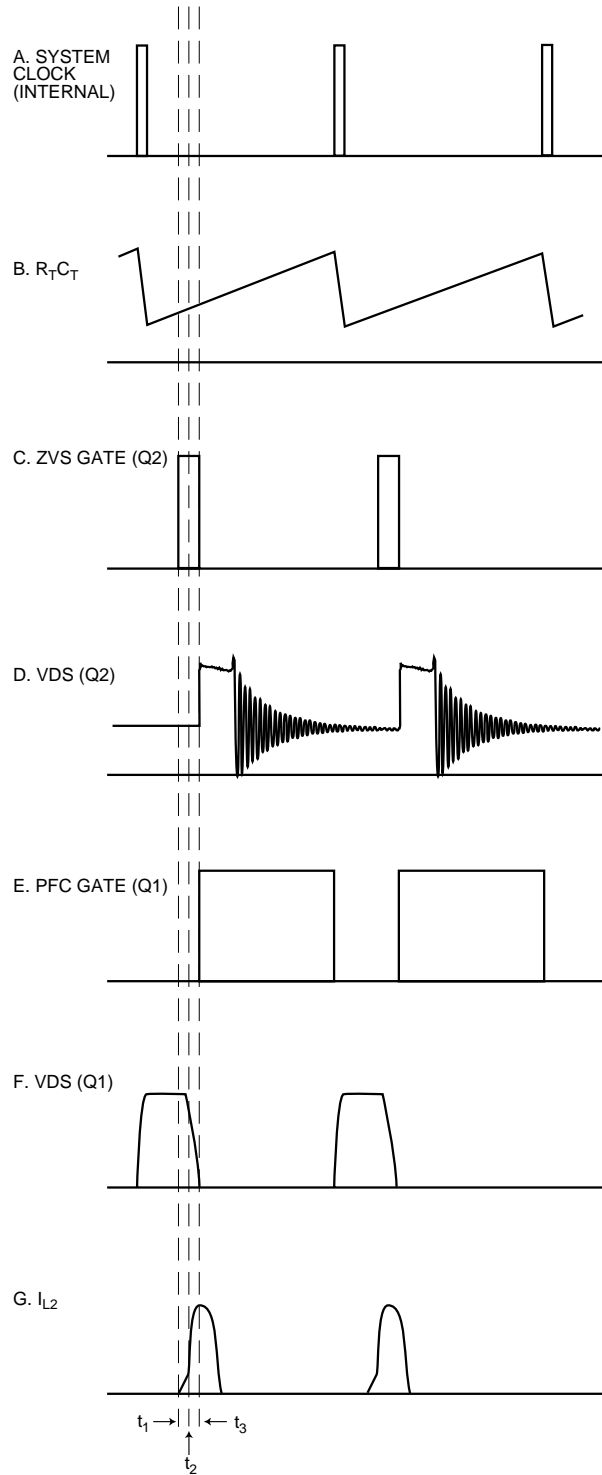 A. SYSTEM
CLOCK
(INTERNAL)
B. RTCT
C. ZVS GATE (Q2)
D. VDS (Q2)
E. PFC GATE (Q1)
F. VDS (Q1)
G. IL2
t1
t3
t2